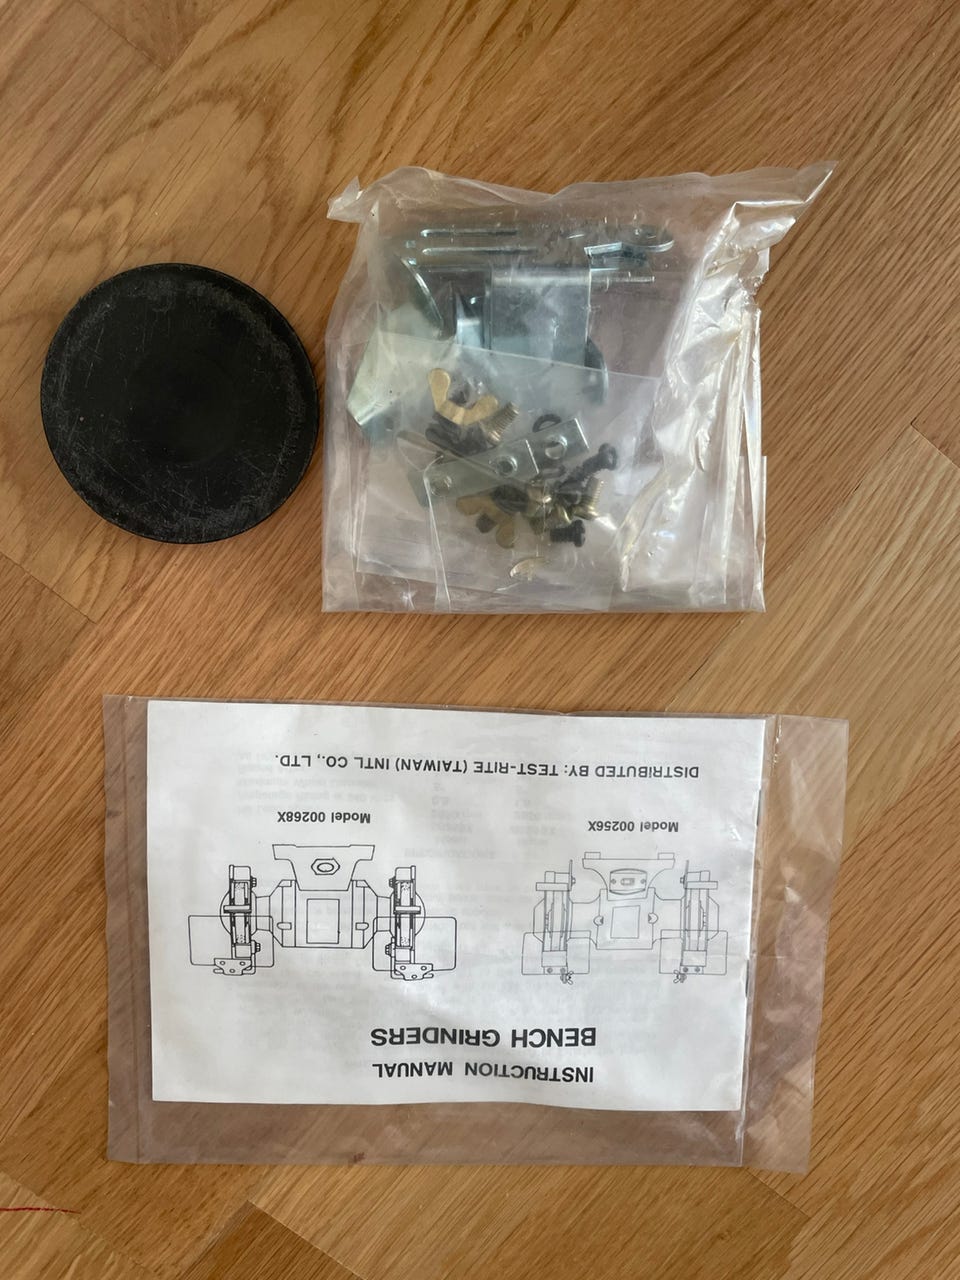 INSTRUCTION MANUAL
BENCH GRINDERS
Model 00256X
Model 00268X
DISTRIBUTED BY: TEST-RITE (TAIWAN) INTL CO., LTD.